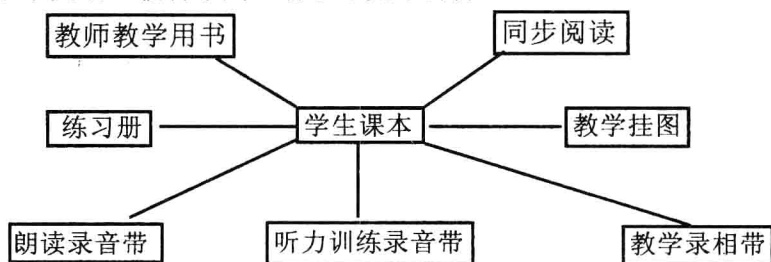 教师教学用书
同步阅读
练习册
学生课本
教学挂图
朗读录音带
听力训练录音带
教学录相带